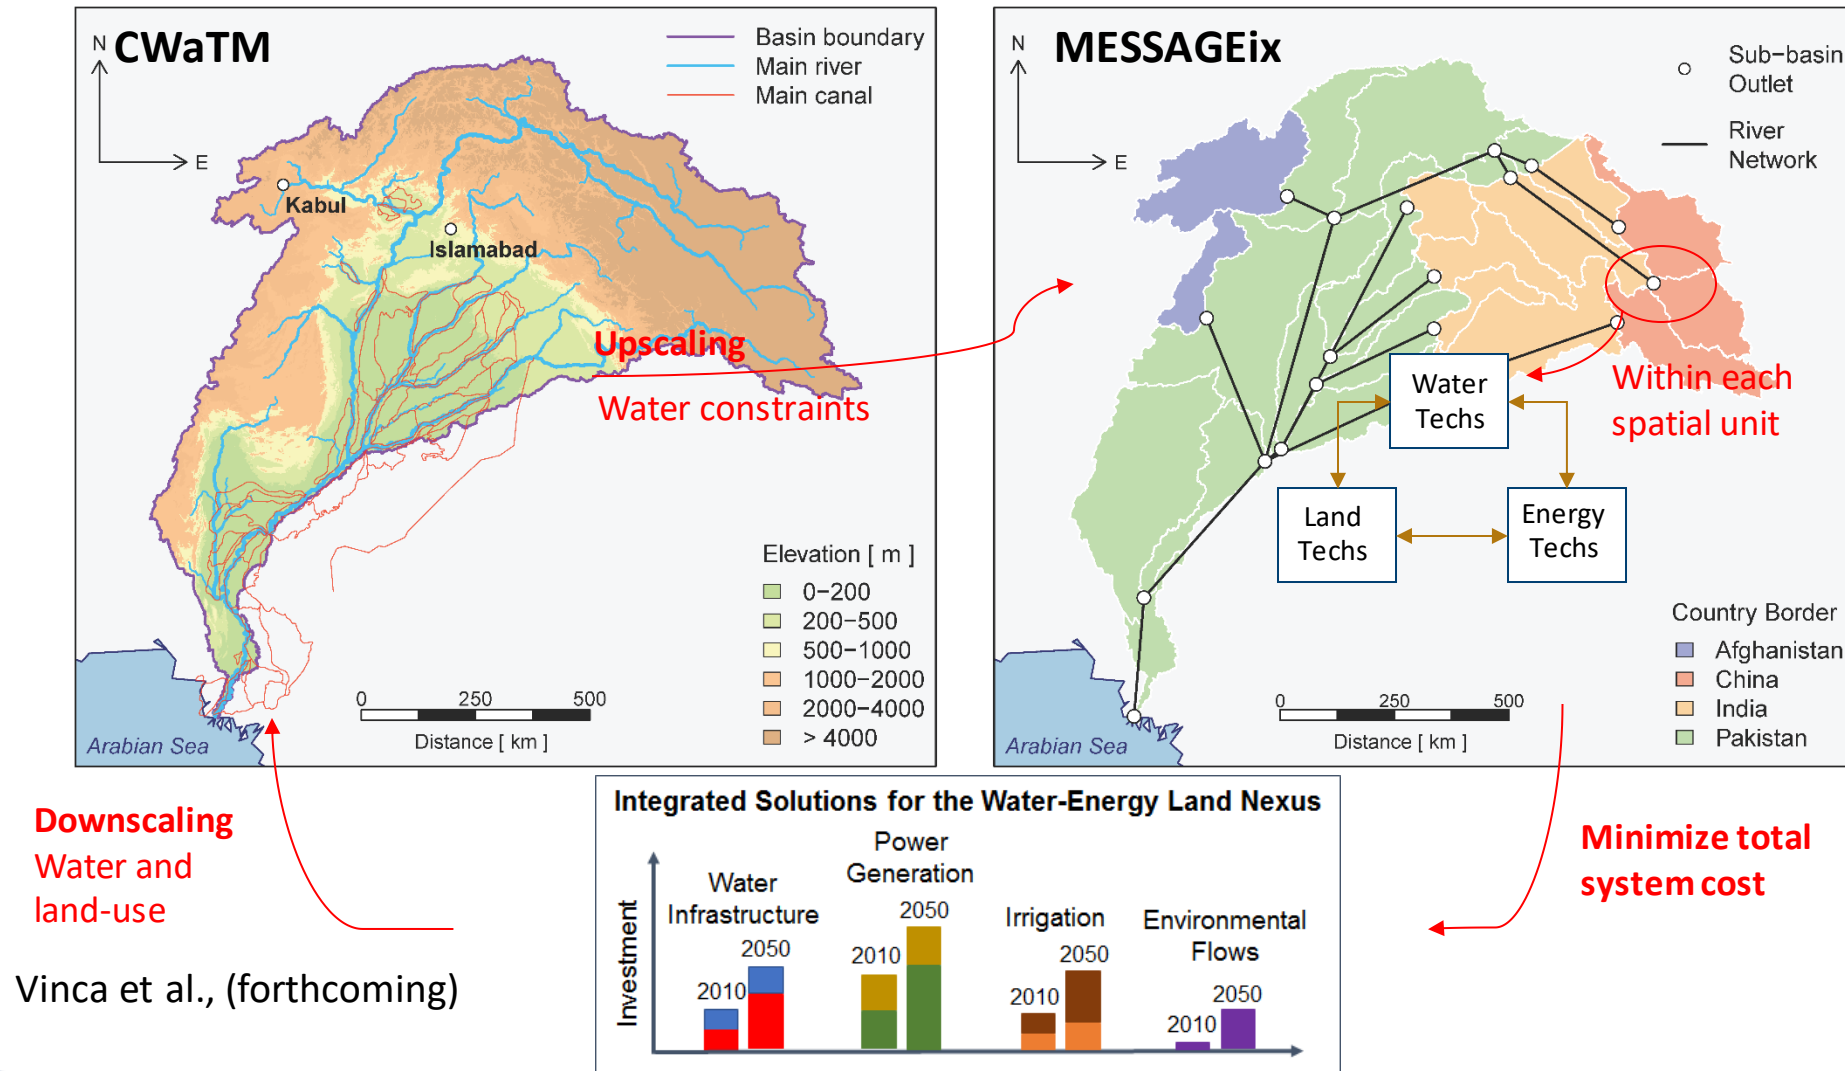 CWaTM
N
E
Basin boundary
Main river
Main canal
Kabul
Islamabad
Elevation [ m ]
0−200
200−500
500−1000
1000−2000
2000−4000
> 4000
0 250 500
Distance [ km ]
Arabian Sea
Upscaling
Water constraints
MESSAGEix
N
E
Sub−basin
Outlet
River
Network
Within each
spatial unit
Water
Techs
Land
Techs
Energy
Techs
Country Border
Afghanistan
China
India
Pakistan
0 250 500
Distance [ km ]
Arabian Sea
Downscaling
Water and
land-use
Minimize total
system cost
Integrated Solutions for the Water-Energy Land Nexus
Investment
Water
Infrastructure
2010
2050
Power
Generation
2010
2050
Irrigation
2010
2050
Environmental
Flows
2010
2050
Vinca et al., (forthcoming)